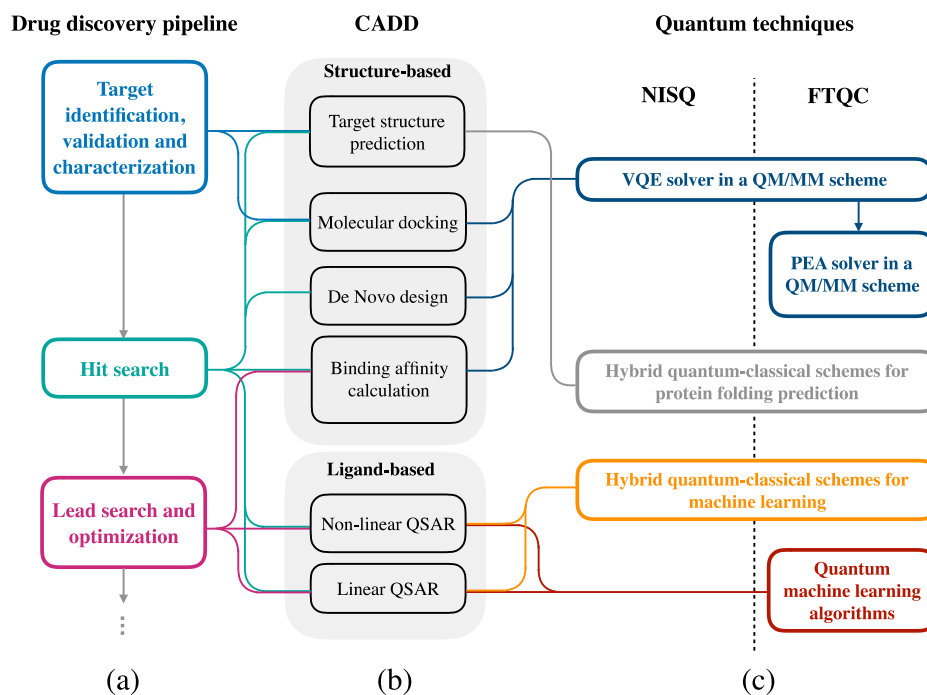 Drug discovery pipeline
CADD
Quantum techniques
Structure-based
NISQ
FTQC
Target
identification,
validation and
characterization
Target structure
prediction
VQE solver in a QM/MM scheme
Molecular docking
PEA solver in a
QM/MM scheme
De Novo design
Hit search
Binding affinity
calculation
Hybrid quantum-classical schemes for
protein folding prediction
Ligand-based
Hybrid quantum-classical schemes for
machine learning
Lead search and
optimization
Non-linear QSAR
Linear QSAR
Quantum
machine learning
algorithms
(a)
(b)
(c)